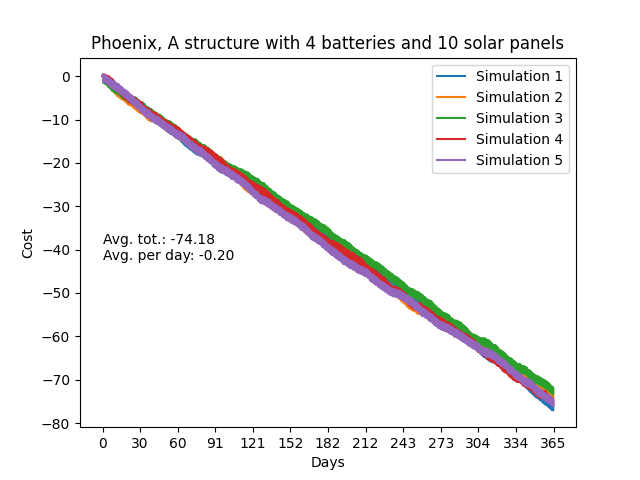 Phoenix, A structure with 4 batteries and 10 solar panels
Simulation 1
Simulation 2
Simulation 3
Simulation 4
Simulation 5
Avg. tot.: -74.18
Avg. per day: -0.20
Cost
0
−10
−20
−30
−40
−50
−60
−70
−80
0 30 60 91 121 152 182 212 243 273 304 334 365
Days